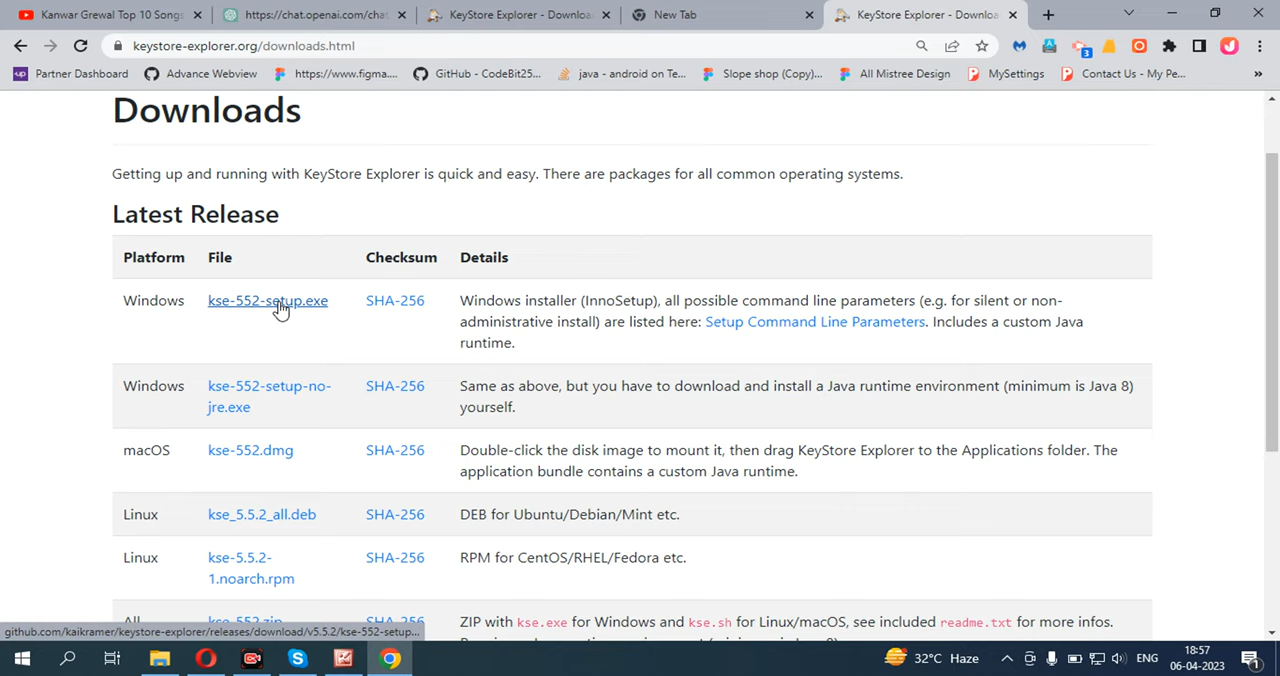 Kanwar Grewal Top 10 Songs
https://chat.openai.com/cha
KeyStore Explorer - Downloa
New Tab
KeyStore Explorer - Downloa
keystore-explorer.org/downloads.html
3
up Partner Dashboard
Advance Webview
https://www.figma....
GitHub - CodeBit25...
java - android on Te...
Slope shop (Copy)...
All Mistree Design
MySettings
Contact Us - My Pe...
»
Downloads
Getting up and running with KeyStore Explorer is quick and easy. There are packages for all common operating systems.
Latest Release
Platform File Checksum Details
Windows kse-552-setup.exe SHA-256 Windows installer (InnoSetup), all possible command line parameters (e.g. for silent or non-
administrative install) are listed here: Setup Command Line Parameters. Includes a custom Java
runtime.
Windows kse-552-setup-no- SHA-256 Same as above, but you have to download and install a Java runtime environment (minimum is Java 8)
jre.exe yourself.
macOS kse-552.dmg SHA-256 Double-click the disk image to mount it, then drag KeyStore Explorer to the Applications folder. The
application bundle contains a custom Java runtime.
Linux kse_5.5.2_all.deb SHA-256 DEB for Ubuntu/Debian/Mint etc.
Linux kse-5.5.2- SHA-256 RPM for CentOS/RHEL/Fedora etc.
1.noarch.rpm
All kse-552.zip SHA-256 ZIP with kse.exe for Windows and kse.sh for Linux/macOS, see included readme.txt for more infos.
github.com/kaikramer/keystore-explorer/releases/download/v5.5.2/kse-552-setup...
32°C Haze
ENG
18:57
06-04-2023
1